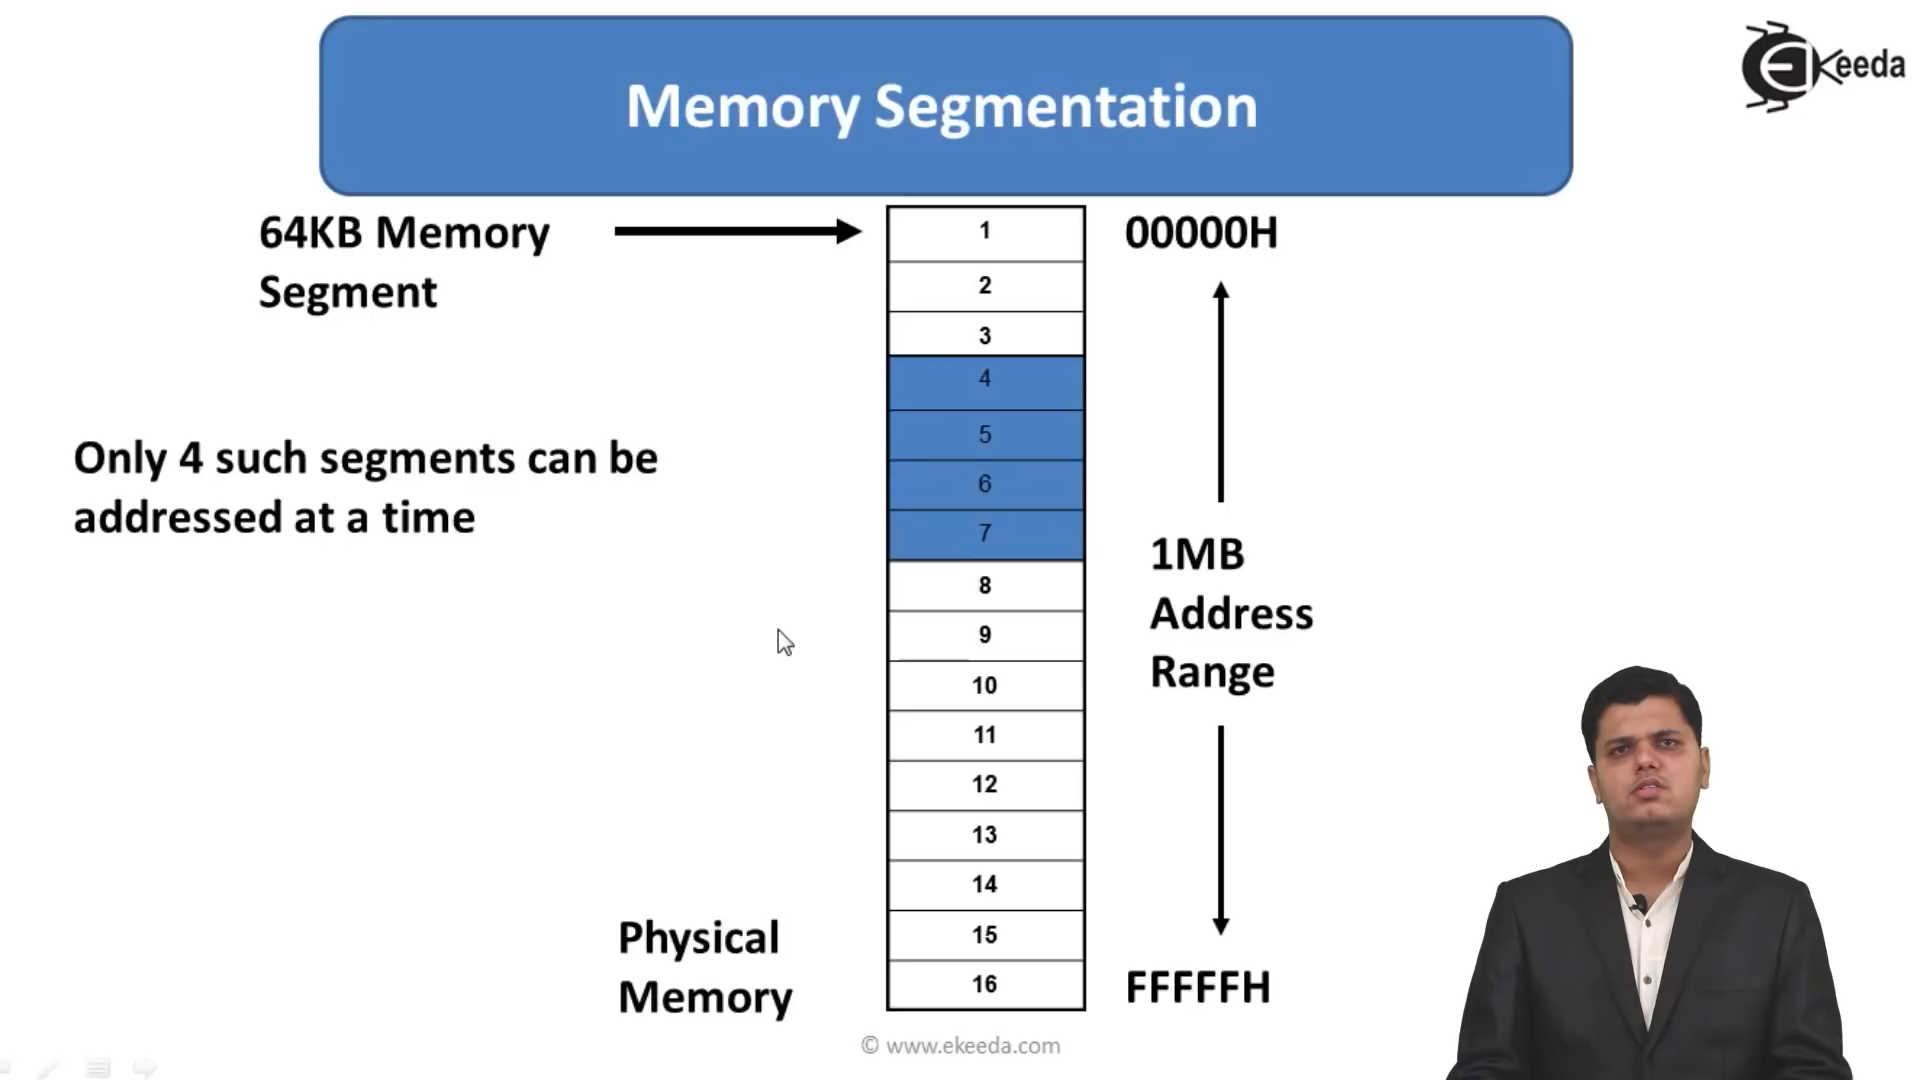 Memory Segmentation
EKeeda
64KB Memory
Segment
1
2
3
4
5
6
7
8
9
10
11
12
13
14
15
16
00000H
Only 4 such segments can be
addressed at a time
1MB
Address
Range
Physical
Memory
FFFFFH
© www.ekeeda.com